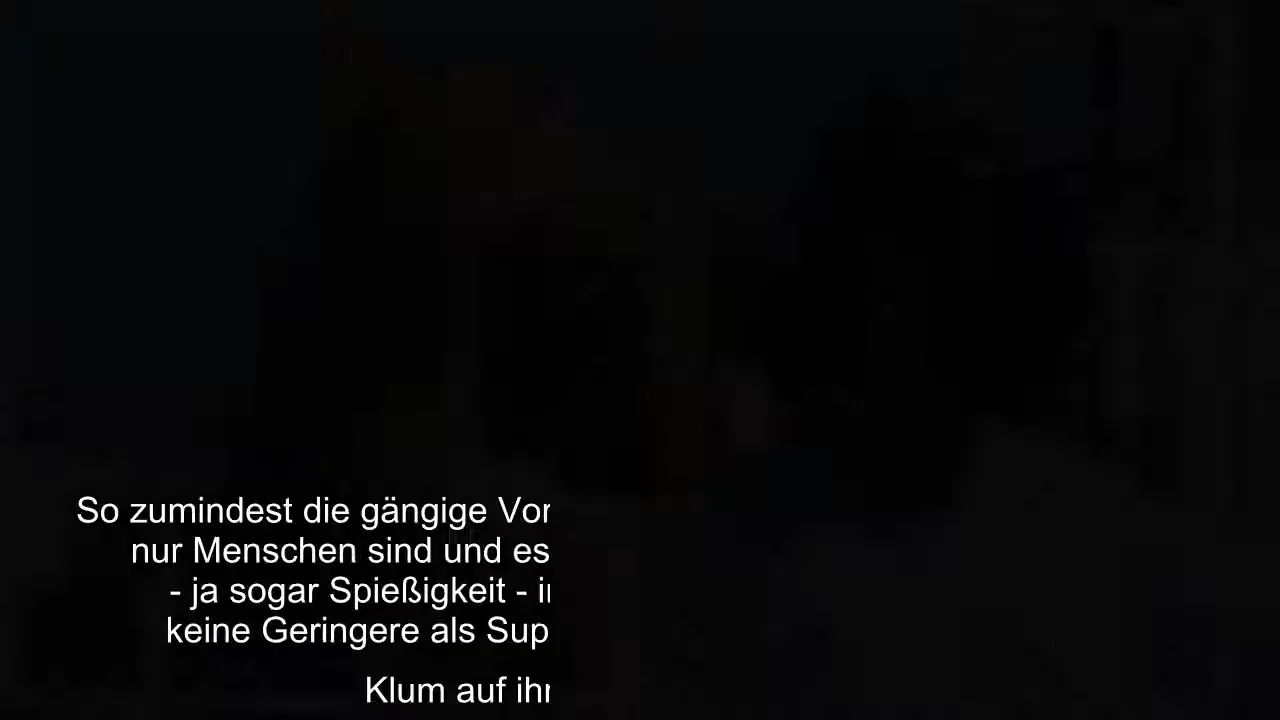 So zumindest die gängige Vor
nur Menschen sind und es
- ja sogar Spießigkeit - i
keine Geringere als Sup
Klum auf ih